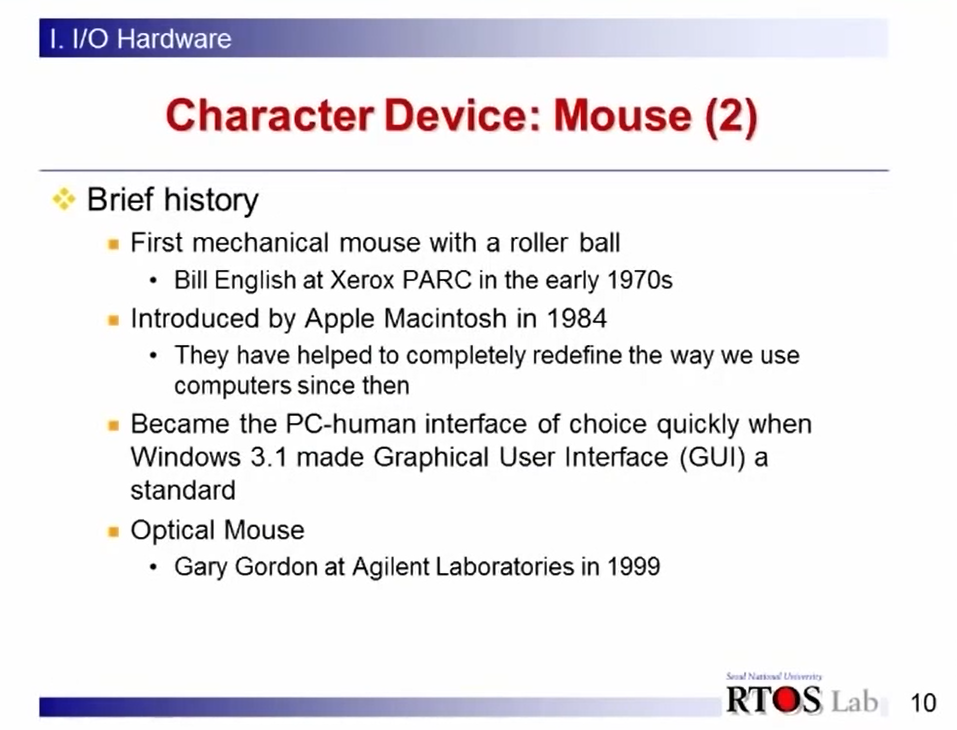 I. I/O Hardware
Character Device: Mouse (2)
Brief history
First mechanical mouse with a roller ball
• Bill English at Xerox PARC in the early 1970s
Introduced by Apple Macintosh in 1984
• They have helped to completely redefine the way we use
computers since then
Became the PC-human interface of choice quickly when
Windows 3.1 made Graphical User Interface (GUI) a
standard
Optical Mouse
• Gary Gordon at Agilent Laboratories in 1999
Seoul National University
RTOS Lab
10